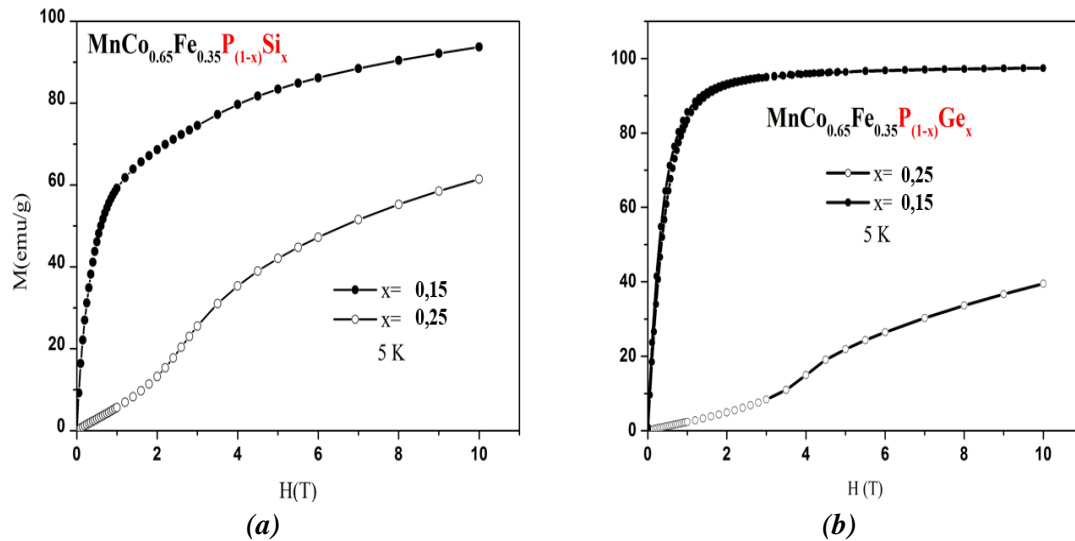 MnCo0.65Fe0.35P(1-x)Six
100
80
60
40
20
0
M(emu/g)
x= 0,15
x= 0,25
5 K
0 2 4 6 8 10
H(T)
(a)
MnCo0.65Fe0.35P(1-x)Gex
100
80
60
40
20
0
x= 0,25
x= 0,15
5 K
0 2 4 6 8 10
H (T)
(b)